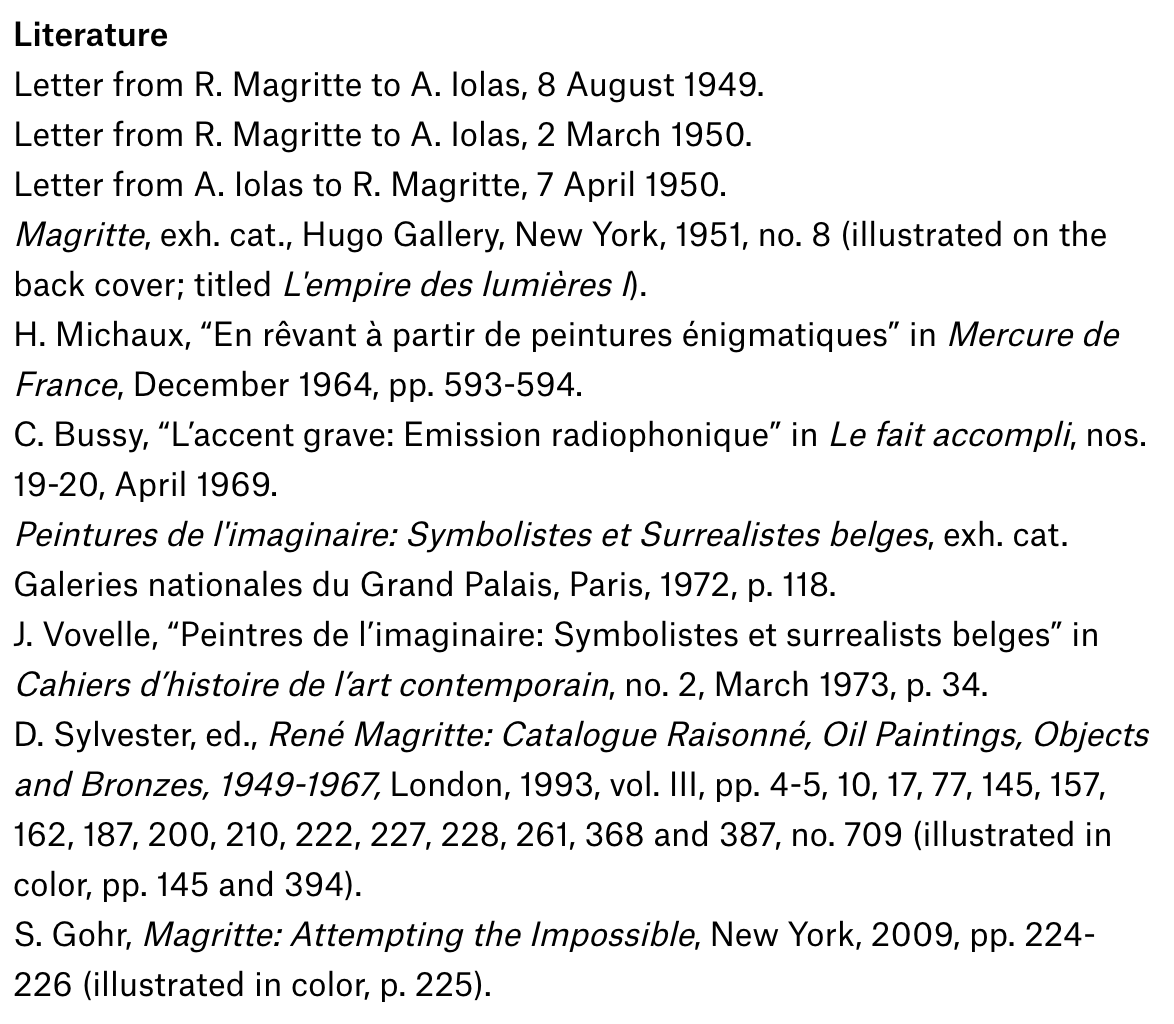 Literature
Letter from R. Magritte to A. Iolas, 8 August 1949.
Letter from R. Magritte to A. Iolas, 2 March 1950.
Letter from A. Iolas to R. Magritte, 7 April 1950.
Magritte, exh. cat., Hugo Gallery, New York, 1951, no. 8 (illustrated on the
back cover; titled L'empire des lumières I).
H. Michaux, “En rêvant à partir de peintures énigmatiques” in Mercure de
France, December 1964, pp. 593-594.
C. Bussy, “L’accent grave: Emission radiophonique” in Le fait accompli, nos.
19-20, April 1969.
Peintures de l'imaginaire: Symbolistes et Surrealistes belges, exh. cat.
Galeries nationales du Grand Palais, Paris, 1972, p. 118.
J. Vovelle, “Peintres de l’imaginaire: Symbolistes et surrealists belges” in
Cahiers d’histoire de l’art contemporain, no. 2, March 1973, p. 34.
D. Sylvester, ed., René Magritte: Catalogue Raisonné, Oil Paintings, Objects
and Bronzes, 1949-1967, London, 1993, vol. III, pp. 4-5, 10, 17, 77, 145, 157,
162, 187, 200, 210, 222, 227, 228, 261, 368 and 387, no. 709 (illustrated in
color, pp. 145 and 394).
S. Gohr, Magritte: Attempting the Impossible, New York, 2009, pp. 224-
226 (illustrated in color, p. 225).